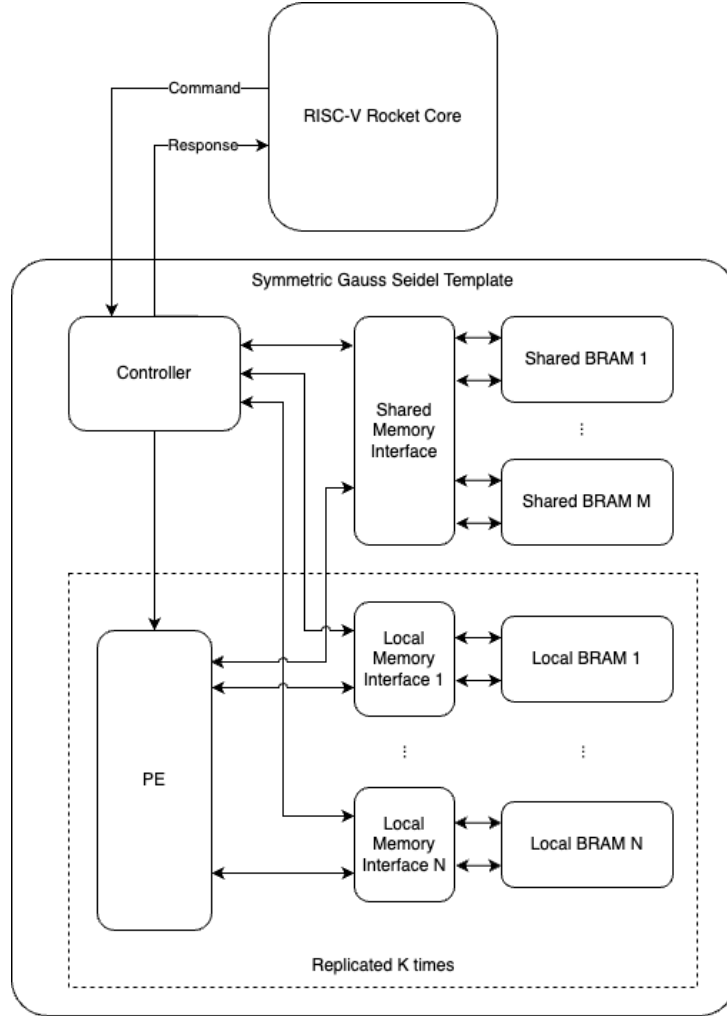 RISC-V Rocket Core
Command
Response
Symmetric Gauss Seidel Template
Controller
Shared
Memory
Interface
Shared BRAM 1
⋮
Shared BRAM M
PE
Local
Memory
Interface 1
Local BRAM 1
⋮
⋮
Local
Memory
Interface N
Local BRAM N
Replicated K times